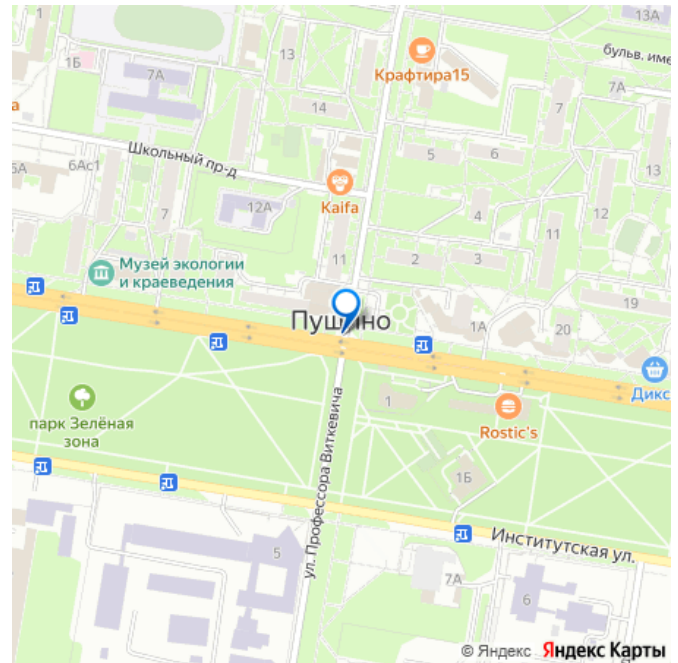 13А
1
1Б
7А
13
Крафтира15
бульв. име
7А
а
14
7
Школьный пр-д
5
6
5А
6Ас1
7
12А
Kaifa
13
4
12
11
11
Музей экологии
и краеведения
2
3
19
Пущино
1А
20
Дикс
парк Зелёная
зона
1
Rostic's
ул. Профессора Виткевича
1Б
Институтская ул.
5
7А
6
© Яндекс Яндекс Карты